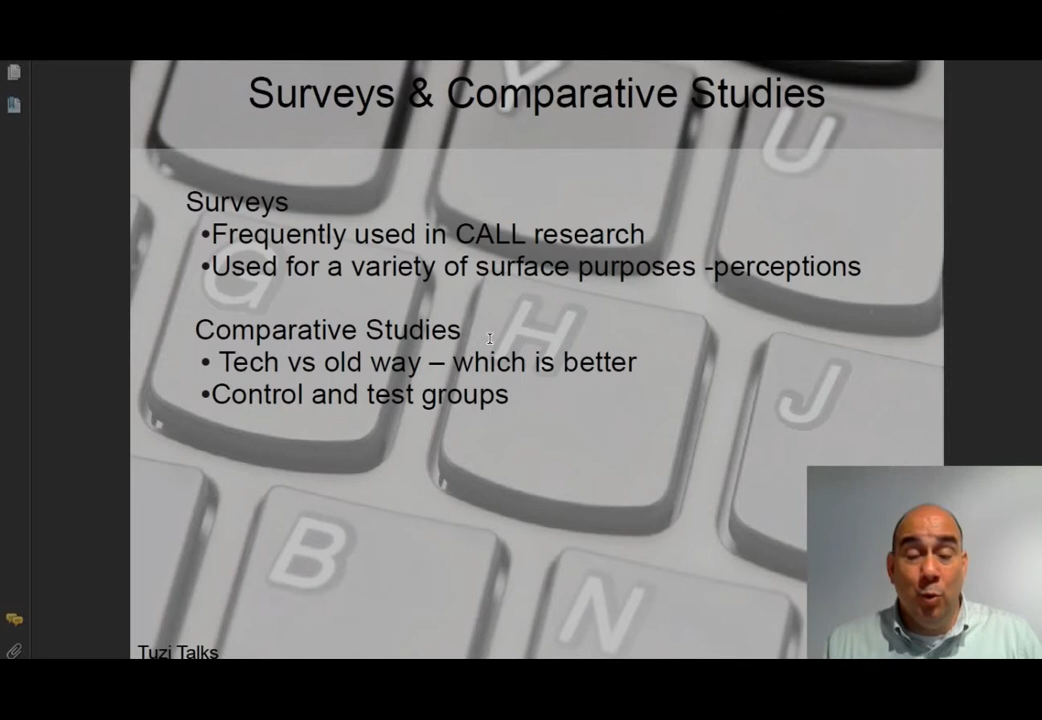 Surveys & Comparative Studies
Surveys
•Frequently used in CALL research
•Used for a variety of surface purposes -perceptions
Comparative Studies
• Tech vs old way – which is better
•Control and test groups
U
G
H
J
B
N
Tuzi Talks